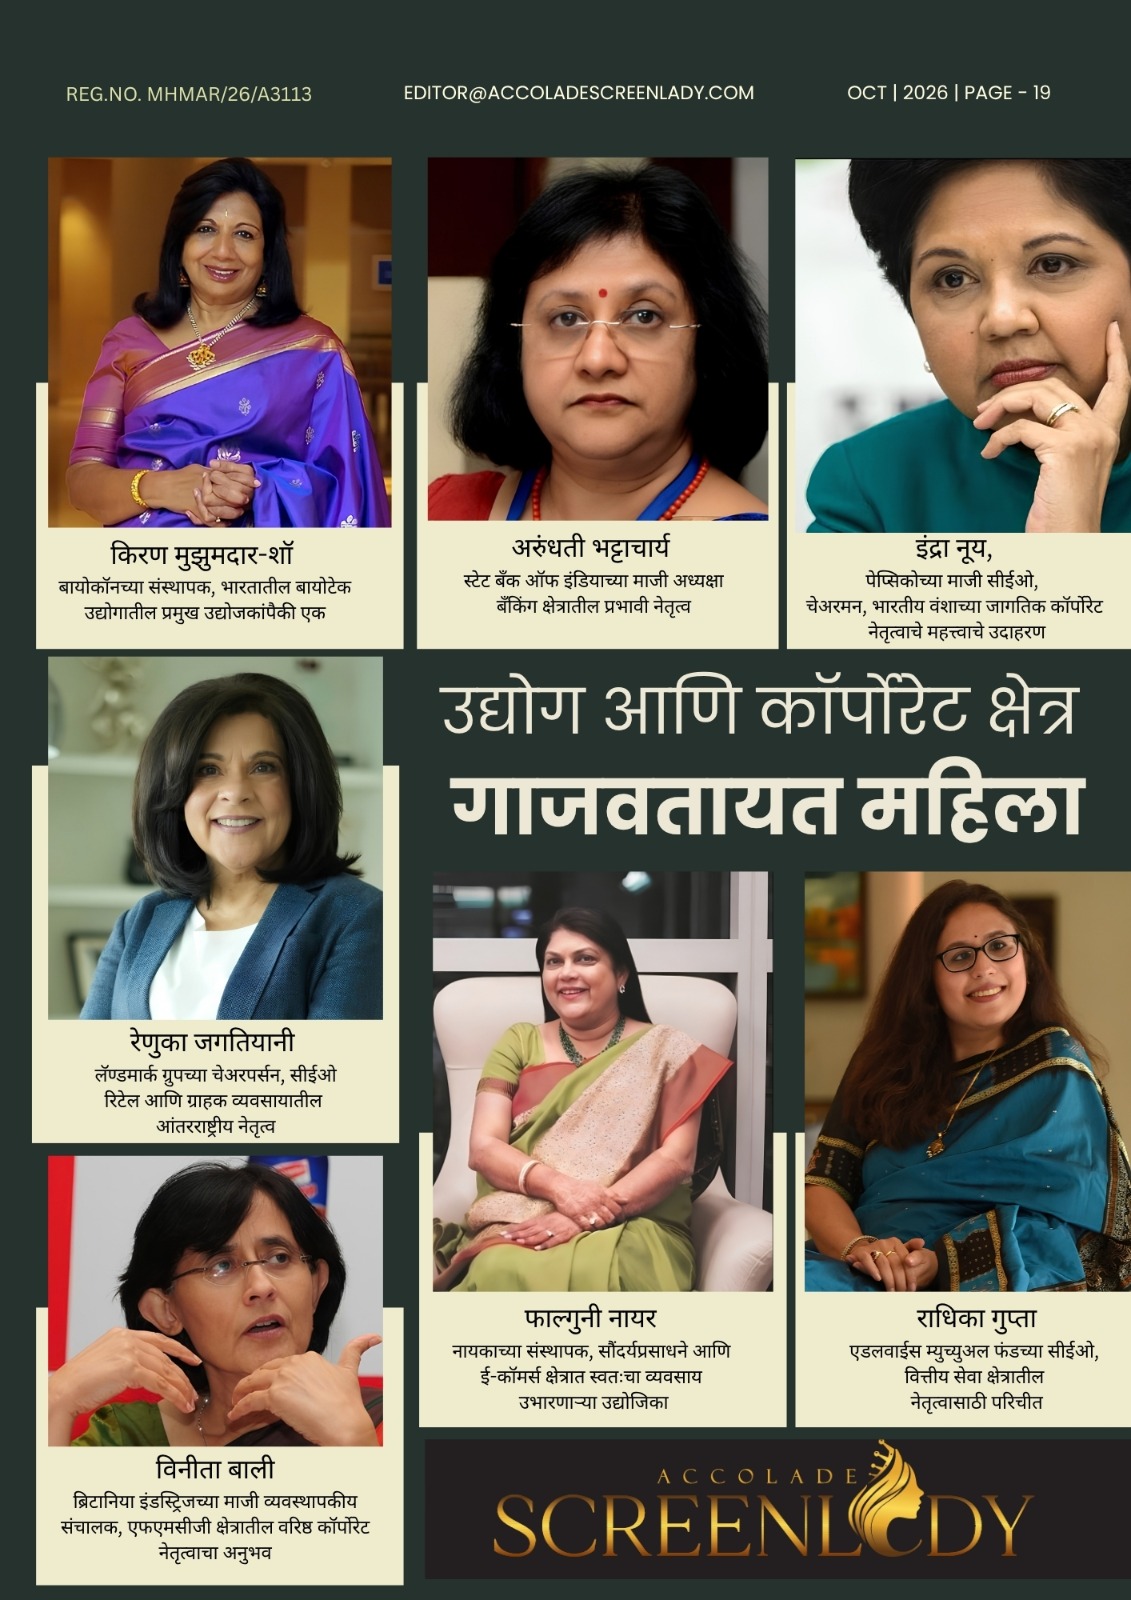 REG.NO. MHMAR/26/A3113
EDITOR@ACCOLADESCREENLADY.COM
OCT | 2026 | PAGE - 19
किरण मुझुमदार-शॉ
बायोकॉनच्या संस्थापक, भारतातील बायोटेक
उद्योगातील प्रमुख उद्योजकांपैकी एक
अरुंधती भट्टाचार्य
स्टेट बँक ऑफ इंडियाच्या माजी अध्यक्षा
बँकिंग क्षेत्रातील प्रभावी नेतृत्व
इंद्रा नूय,
पेप्सिकोच्या माजी सीईओ,
चेअरमन, भारतीय वंशाच्या जागतिक कॉर्पोरेट
नेतृत्वाचे महत्त्वाचे उदाहरण
उद्योग आणि कॉर्पोरेट क्षेत्र
गाजवतायत महिला
रेणुका जगतियानी
लॅण्डमार्क ग्रुपच्या चेअरपर्सन, सीईओ
रिटेल आणि ग्राहक व्यवसायातील
आंतरराष्ट्रीय नेतृत्व
फाल्गुनी नायर
नायकाच्या संस्थापक, सौंदर्यप्रसाधने आणि
ई-कॉमर्स क्षेत्रात स्वतःचा व्यवसाय
उभारणाऱ्या उद्योजिका
राधिका गुप्ता
एडलवाईस म्युच्युअल फंडच्या सीईओ,
वित्तीय सेवा क्षेत्रातील
नेतृत्वासाठी परिचीत
विनीता बाली
ब्रिटानिया इंडस्ट्रिजच्या माजी व्यवस्थापकीय
संचालक, एफएमसीजी क्षेत्रातील वरिष्ठ कॉर्पोरेट
नेतृत्वाचा अनुभव
ACCOLADE
SCREENLADY